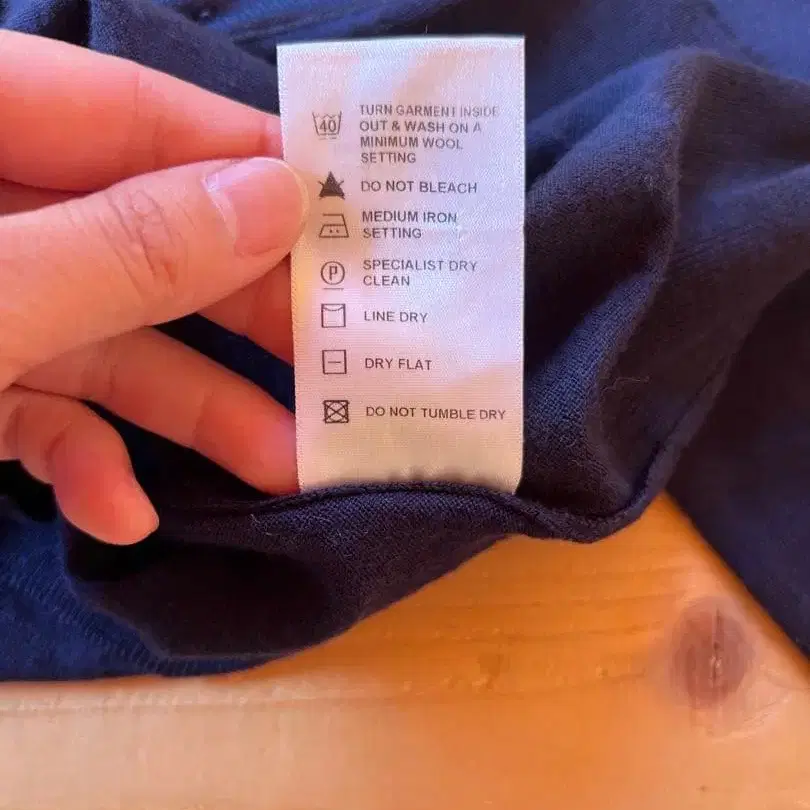 40 TURN GARMENT INSIDE
OUT & WASH ON A
MINIMUM WOOL
SETTING
DO NOT BLEACH
MEDIUM IRON
SETTING
P SPECIALIST DRY
CLEAN
LINE DRY
DRY FLAT
DO NOT TUMBLE DRY